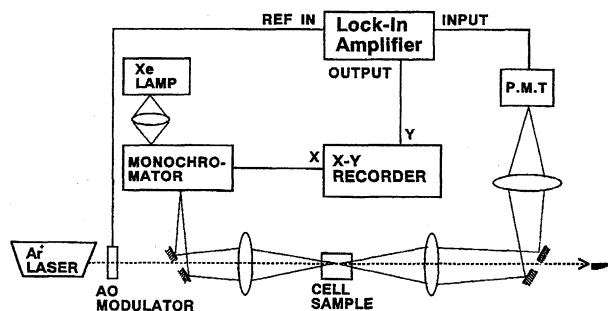 REF IN
Lock-In
Amplifier
INPUT
OUTPUT
Xe
LAMP
P.M.T
Y
MONOCHRO-
MATOR
X
X-Y
RECORDER
Ar+
LASER
AO
MODULATOR
CELL
SAMPLE